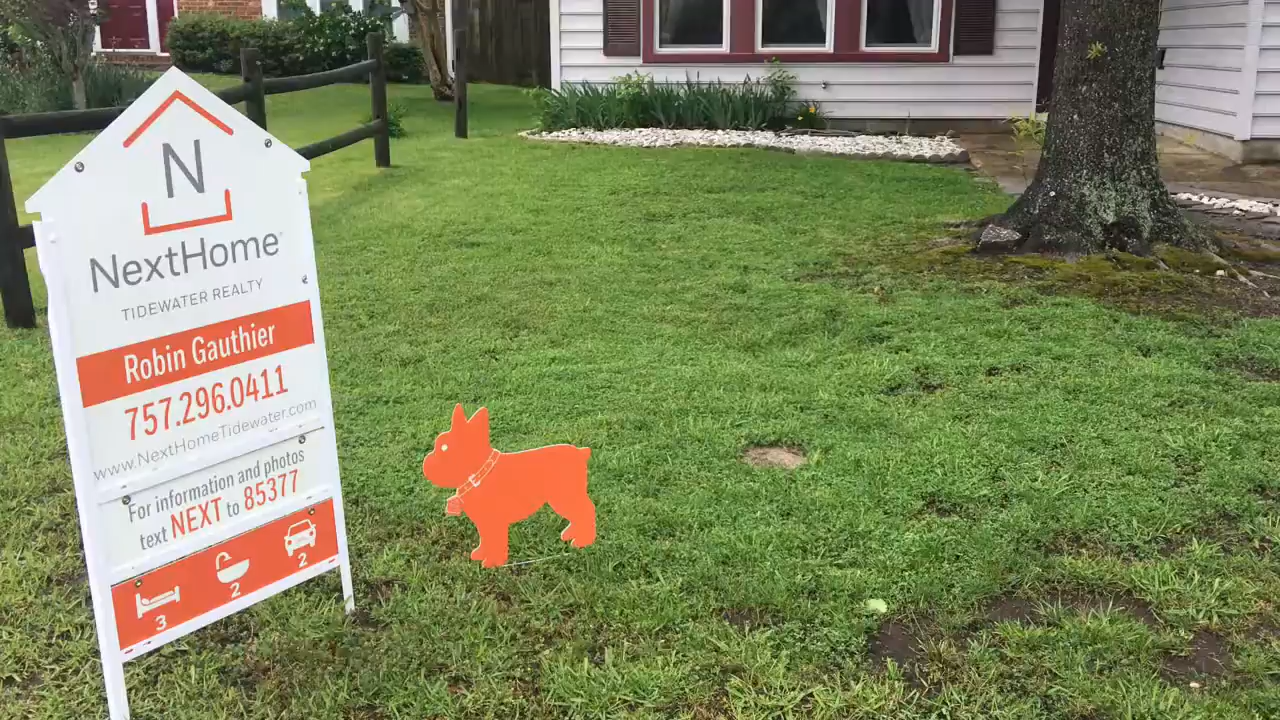 N
NextHome
TIDEWATER REALTY
Robin Gauthier
757.296.0411
www.NextHomeTidewater.com
For information and photos
text NEXT to 85377
3 2 2